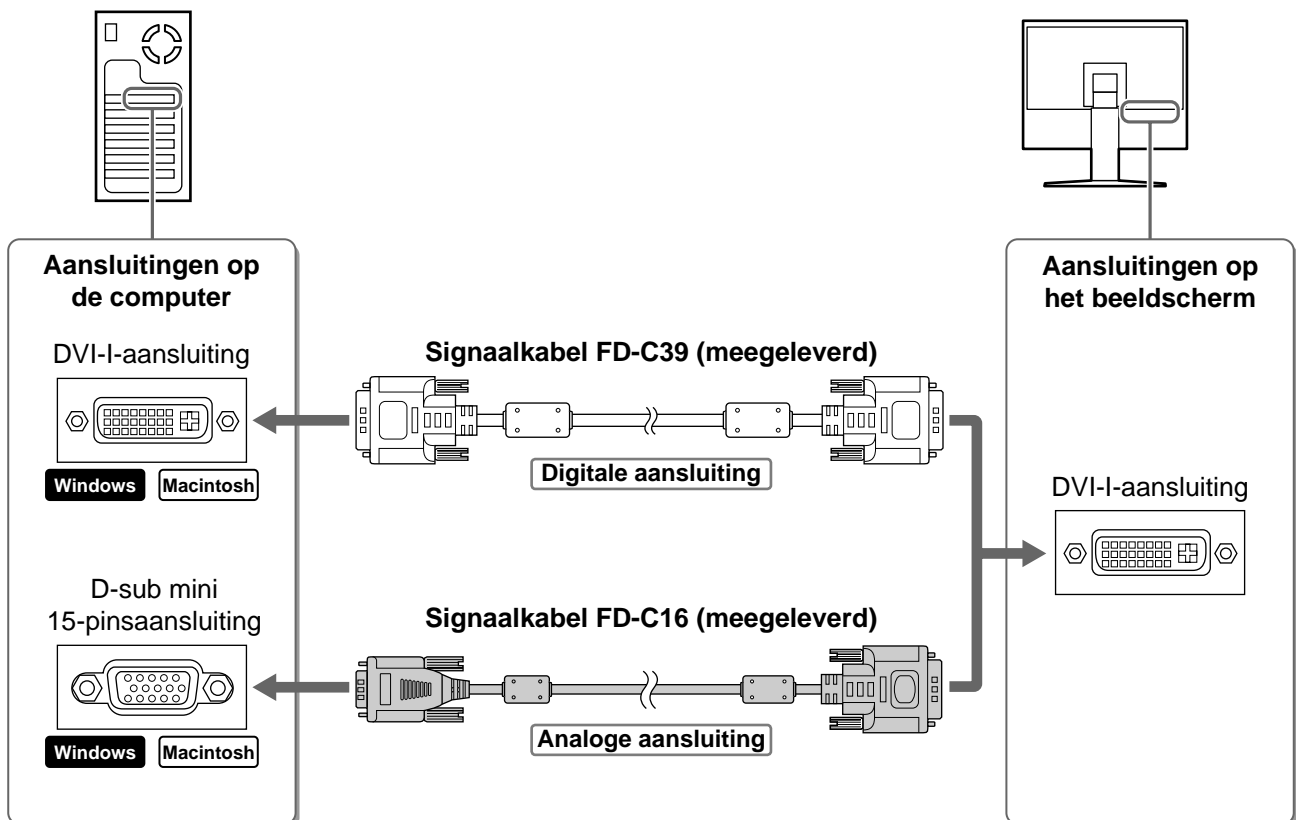 Aansluitingen op
de computer
DVI-I-aansluiting
Windows Macintosh
D-sub mini
15-pinsaansluiting
Windows Macintosh
Signaalkabel FD-C39 (meegeleverd)
Digitale aansluiting
Signaalkabel FD-C16 (meegeleverd)
Analoge aansluiting
Aansluitingen op
het beeldscherm
DVI-I-aansluiting